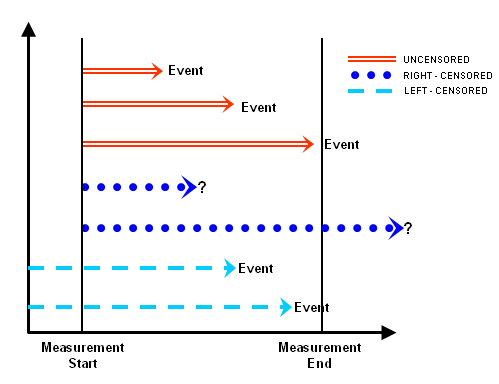 Event
UNCENSORED
RIGHT - CENSORED
LEFT - CENSORED
Event
Event
?
?
Event
Event
Measurement
Start
Measurement
End